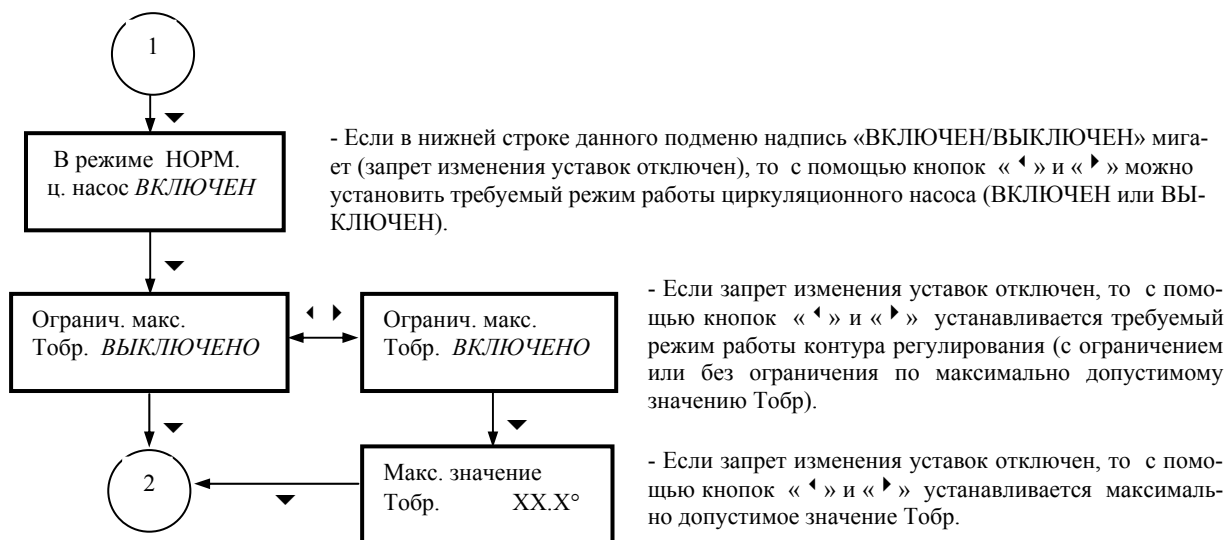 1
В режиме НОРМ.
ц. насос ВКЛЮЧЕН
- Если в нижней строке данного подменю надпись «ВКЛЮЧЕН/ВЫКЛЮЧЕН» мига-
ет (запрет изменения уставок отключен), то с помощью кнопок « ◂ » и « ▸ » можно
установить требуемый режим работы циркуляционного насоса (ВКЛЮЧЕН или ВЫ-
КЛЮЧЕН).
Огранич. макс.
Тобр. ВЫКЛЮЧЕНО
Огранич. макс.
Тобр. ВКЛЮЧЕНО
- Если запрет изменения уставок отключен, то с помо-
щью кнопок « ◂ » и « ▸ » устанавливается требуемый
режим работы контура регулирования (с ограничением
или без ограничения по максимально допустимому
значению Тобр).
2
Макс. значение
Тобр. XX.X°
- Если запрет изменения уставок отключен, то с помо-
щью кнопок « ◂ » и « ▸ » устанавливается максималь-
но допустимое значение Тобр.